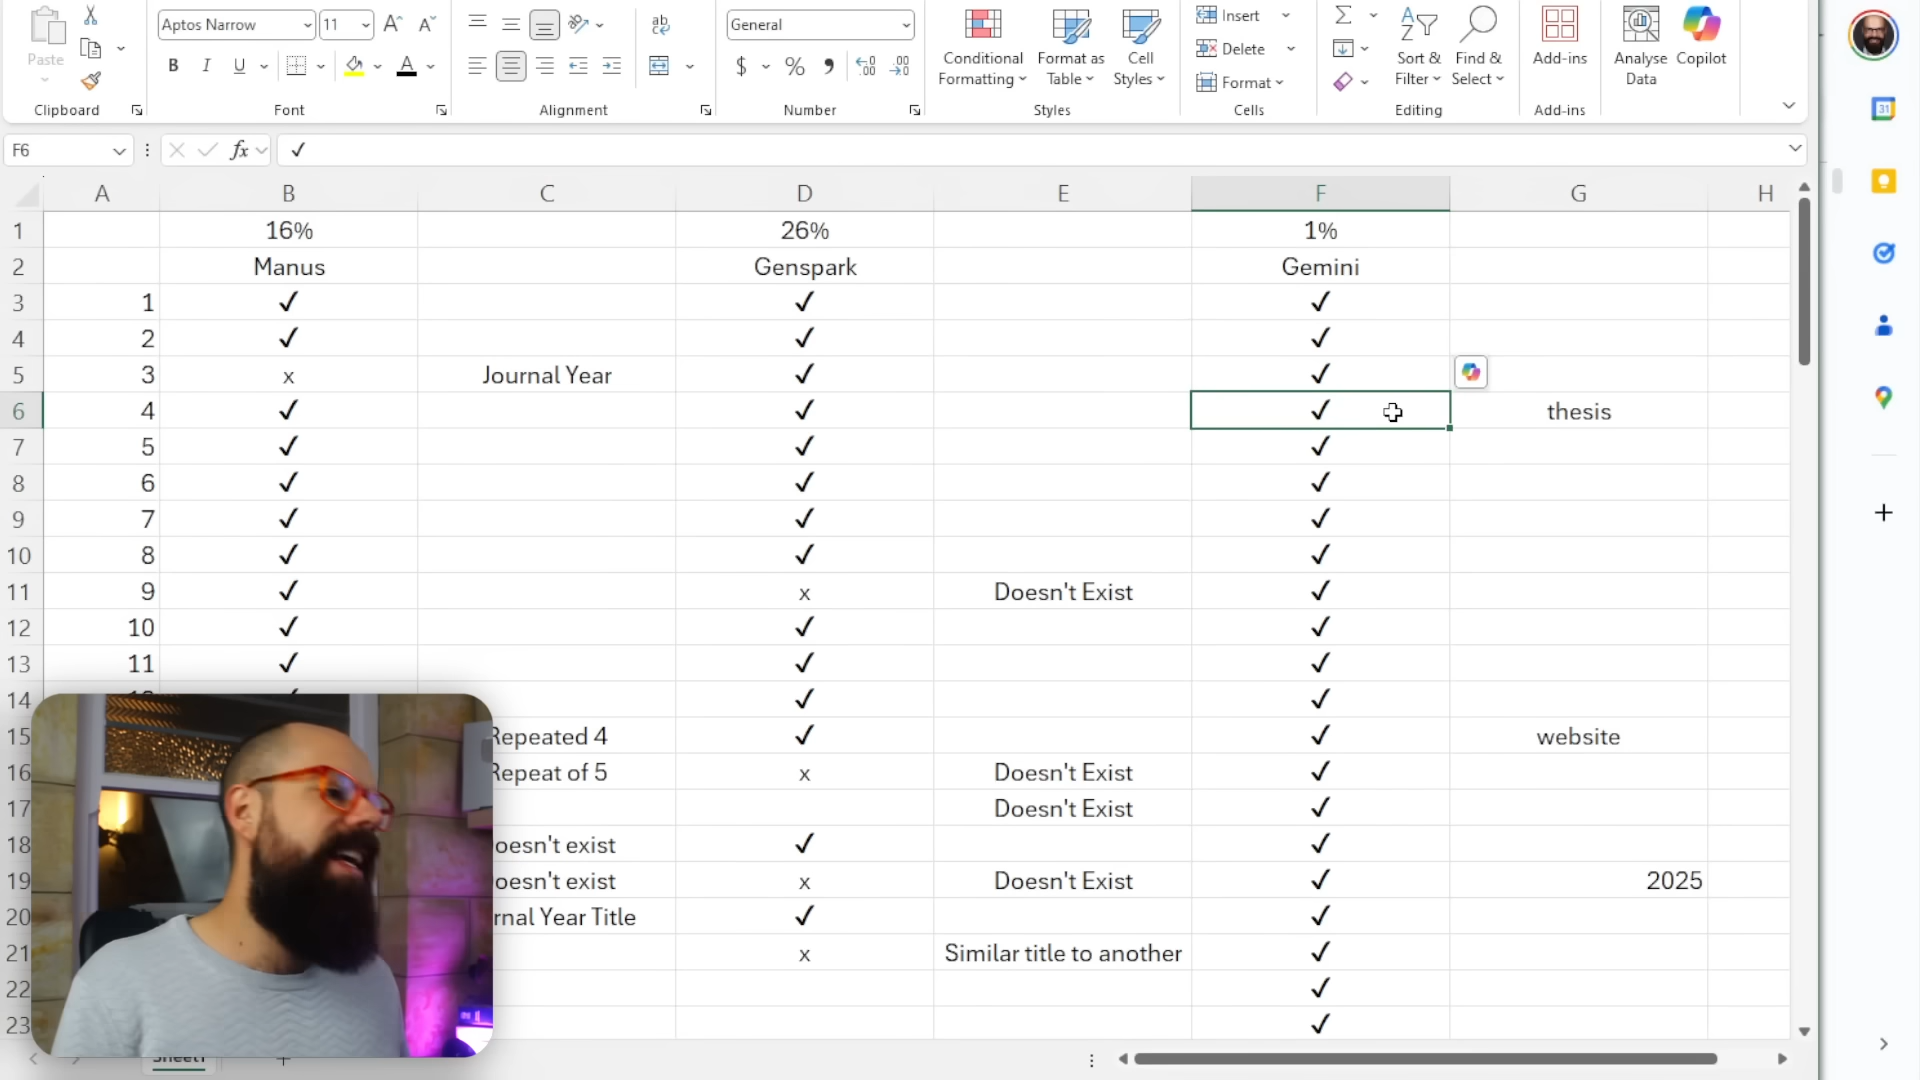 Aptos Narrow 11 General
Paste
B I U A
Clipboard Font Alignment Number
Conditional Formatting Format as Table Cell Styles
Styles
Insert
Delete
Format
Cells
Sort & Filter Find & Select
Editing
Add-ins
Add-ins
Analyse Data Copilot
F6 fx ✓
A B C D E F G H
1 16% 26% 1%
2 Manus Genspark Gemini
3 1 ✓ ✓ ✓
4 2 ✓ ✓ ✓
5 3 x Journal Year ✓ ✓
6 4 ✓ ✓ ✓ thesis
7 5 ✓ ✓ ✓
8 6 ✓ ✓ ✓
9 7 ✓ ✓ ✓
10 8 ✓ ✓ ✓
11 9 ✓ x Doesn't Exist ✓
12 10 ✓ ✓ ✓
13 11 ✓ ✓ ✓
14 ✓ ✓
15 Repeated 4 ✓ ✓ website
16 Repeat of 5 x Doesn't Exist ✓
17 Doesn't Exist ✓
18 oesn't exist ✓ ✓
19 oesn't exist x Doesn't Exist ✓ 2025
20 rnal Year Title ✓ ✓
21 x Similar title to another ✓
22 ✓
23 ✓
Sheet1
31